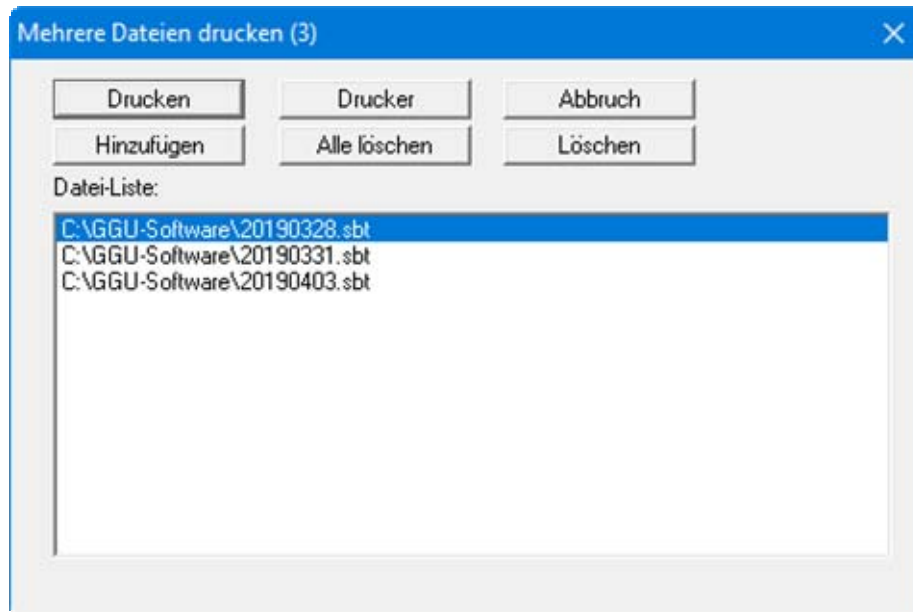 Mehrere Dateien drucken (3)
Drucken Drucker Abbruch
Hinzufügen Alle löschen Löschen
Datei-Liste:
C:\GGU-Software\20190328.sbt
C:\GGU-Software\20190331.sbt
C:\GGU-Software\20190403.sbt